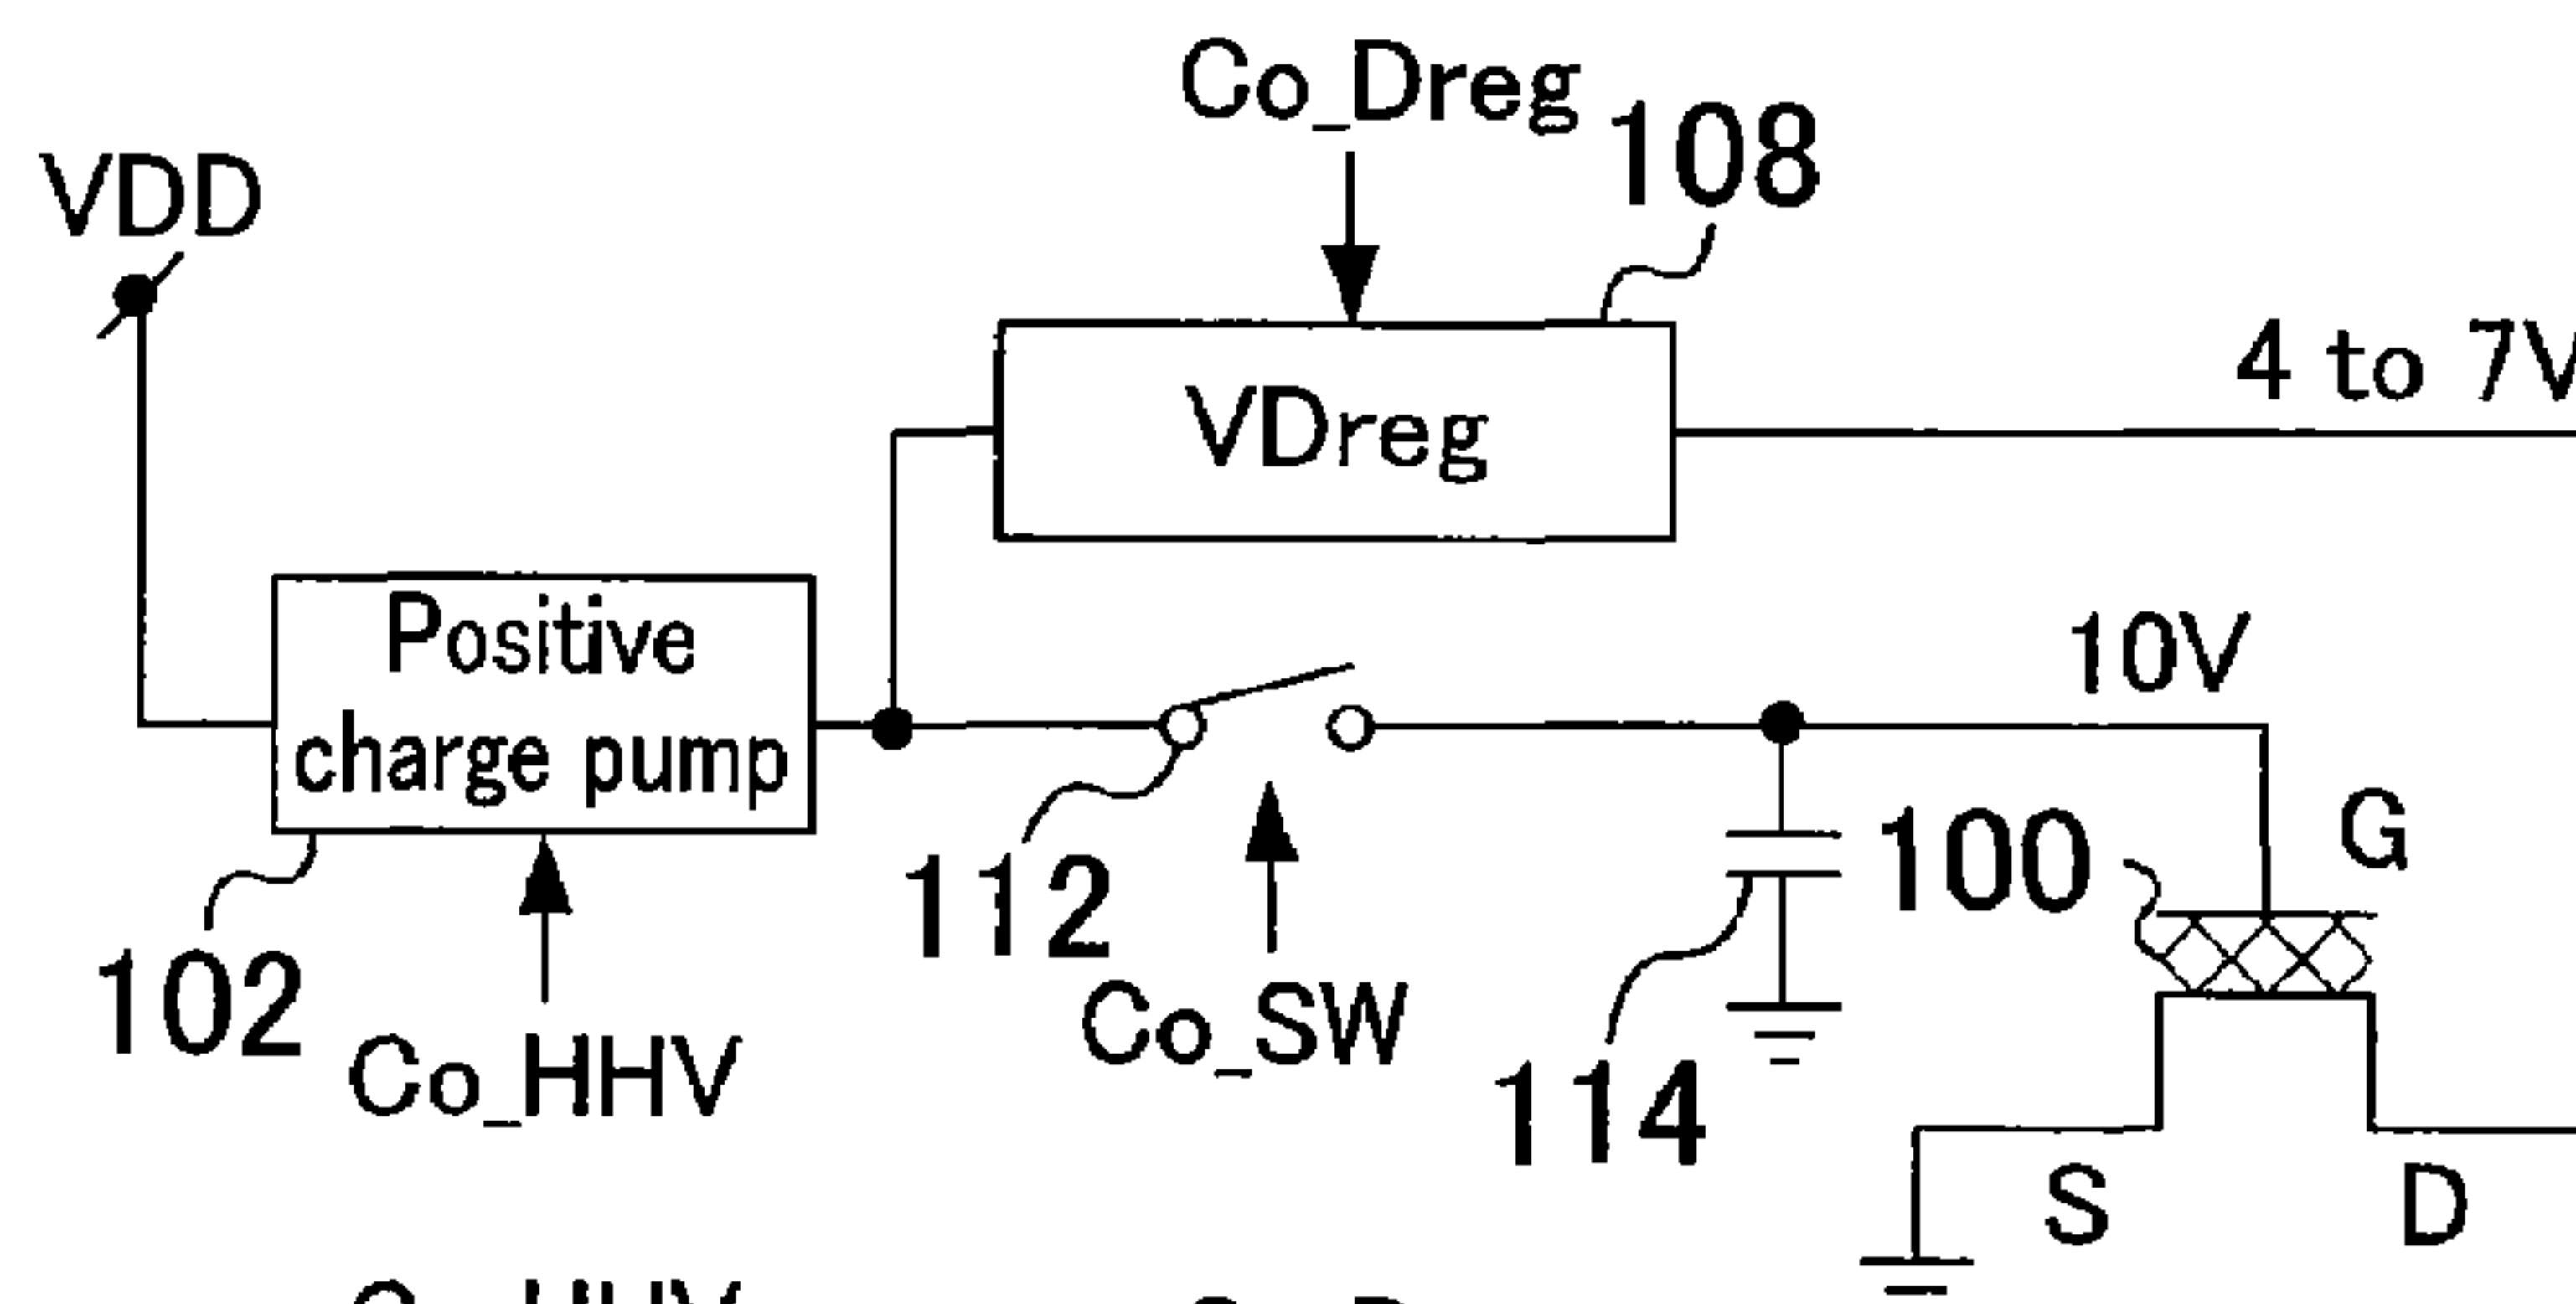 Co_Dreg
108
VDD
VDreg
4 to 7V
Positive
charge pump
10V
102
Co_HHV
112
Co_SW
114
100
G
S
D